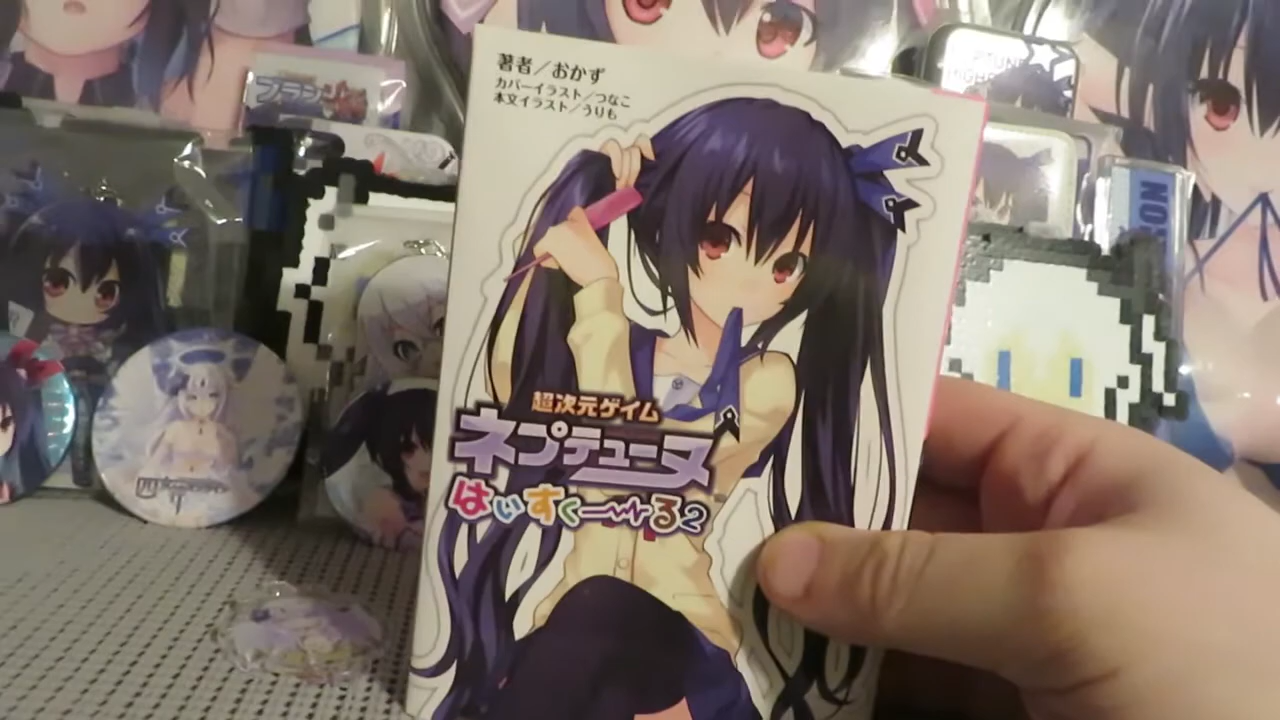 著者/おかず
カバーイラスト/つなこ
本文イラスト/うりも
超次元ゲイム
ネプテューヌ
はいすくーる2
NO